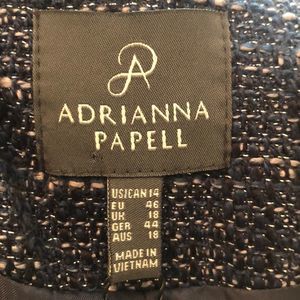 ADRIANNA
PAPELL
US/CAN 14
EU 46
UK 18
GER 44
AUS 18
MADE IN
VIETNAM